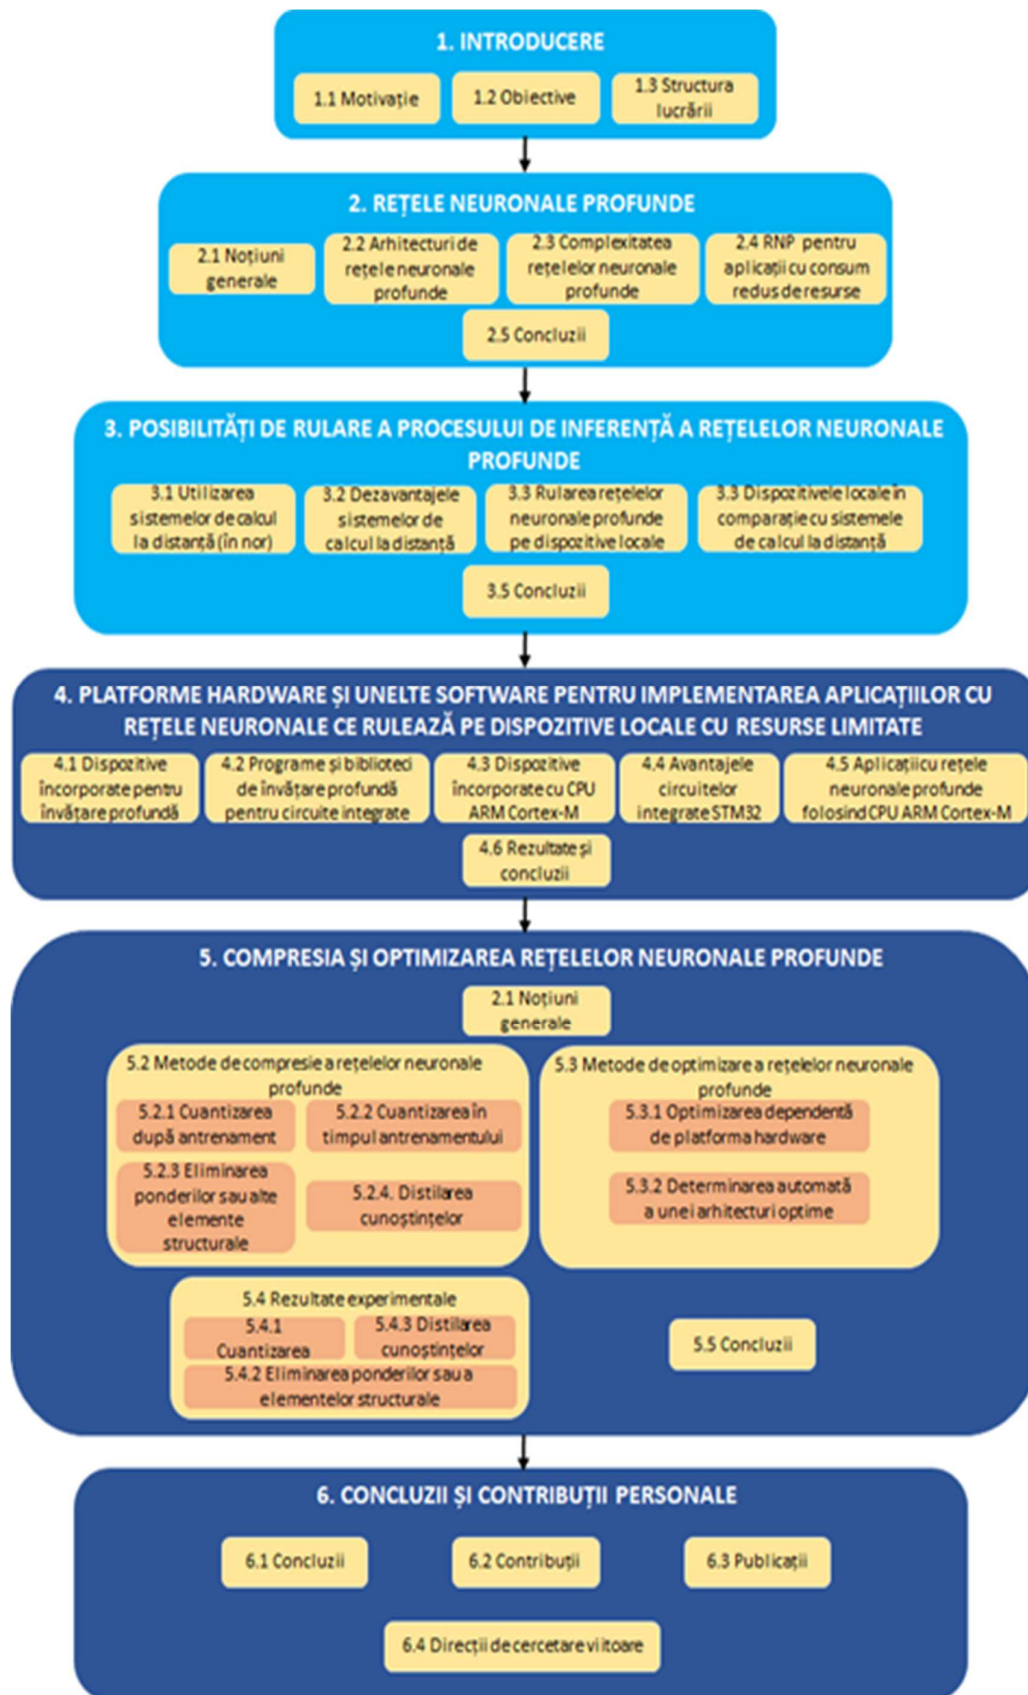 1. INTRODUCERE
1.1 Motivație
1.2 Obiective
1.3 Structura
lucrării
2. REȚELE NEURONALE PROFUNDE
2.1 Noțiuni
generale
2.2 Arhitecturi de
rețele neuronale
profunde
2.3 Complexitatea
rețelelor neuronale
profunde
2.4 RNP pentru
aplicații cu consum
redus de resurse
2.5 Concluzii
3. POSIBILITĂȚI DE RULARE A PROCESULUI DE INFERENȚĂ A REȚELELOR NEURONALE
PROFUNDE
3.1 Utilizarea
sistemelor de calcul
la distanță (în nor)
3.2 Dezavantajele
sistemelor de
calcul la distanță
3.3 Rularea rețelelor
neuronale profunde
pe dispozitive locale
3.3 Dispozitivele locale în
comparație cu sistemele
de calcul la distanță
3.5 Concluzii
4. PLATFORME HARDWARE ȘI UNELTE SOFTWARE PENTRU IMPLEMENTAREA APLICAȚIILOR CU
REȚELE NEURONALE CE RULEAZĂ PE DISPOZITIVE LOCALE CU RESURSE LIMITATE
4.1 Dispozitive
încorporate pentru
învățare profundă
4.2 Programe și biblioteci
de învățare profundă
pentru circuite integrate
4.3 Dispozitive
încorporate cu CPU
ARM Cortex-M
4.4 Avantajele
circuitelor
integrate STM32
4.5 Aplicații cu rețele
neuronale profunde
folosind CPU ARM Cortex-M
4.6 Rezultate și
concluzii
5. COMPRESIA ȘI OPTIMIZAREA REȚELELOR NEURONALE PROFUNDE
2.1 Noțiuni
generale
5.2 Metode de compresie a rețelelor neuronale
profunde
5.2.1 Cuantizarea
după antrenament
5.2.2 Cuantizarea în
timpul antrenamentului
5.2.3 Eliminarea
ponderilor sau alte
elemente
structurale
5.2.4. Distilarea
cunoștințelor
5.3 Metode de optimizare a rețelelor neuronale
profunde
5.3.1 Optimizarea dependentă
de platforma hardware
5.3.2 Determinarea automată
a unei arhitecturi optime
5.4 Rezultate experimentale
5.4.1
Cuantizarea
5.4.3 Distilarea
cunoștințelor
5.4.2 Eliminarea ponderilor sau a
elementelor structurale
5.5 Concluzii
6. CONCLUZII ȘI CONTRIBUȚII PERSONALE
6.1 Concluzii
6.2 Contribuții
6.3 Publicații
6.4 Direcții de cercetare viitoare